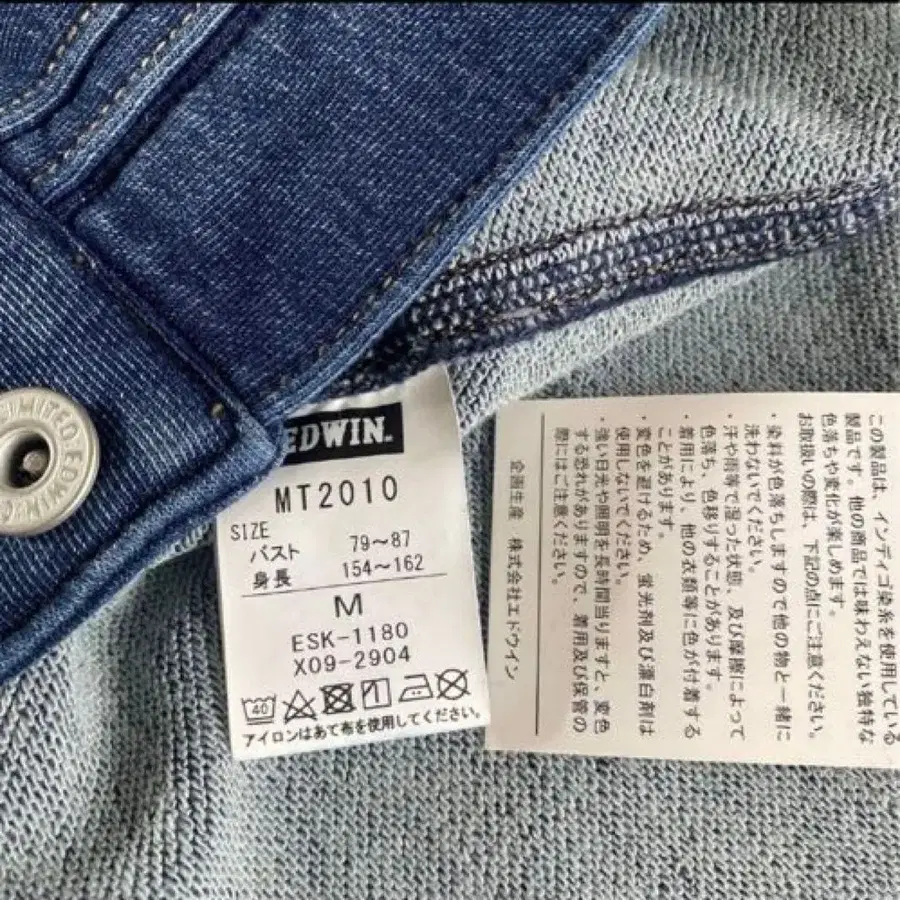 LIMITED.EDWIN
EDWIN.
MT2010
SIZE
バスト 79～87
身長 154～162
M
ESK-1180
X09-2904
40
アイロンはあて布を使用してください。
この製品は、インディゴ染糸を使用している
製品です。他の商品では味わえない独特な
色落ちや変化が楽しめます。
お取扱いの際は、下記の点にご注意ください。
・染料が色落ちしますので他の物と一緒に
洗わないでください。
・汗や雨等で湿った状態、及び摩擦によって
色落ち、色移りすることがあります。
・着用により、他の衣類等に色が付着する
ことがあります。
・変色を避けるため、蛍光剤及び漂白剤は
使用しないでください。
・強い日光や照明を長時間当りますと、変色
する恐れがありますので、着用及び保管の
際にはご注意ください。
企画生産 株式会社エドウイン